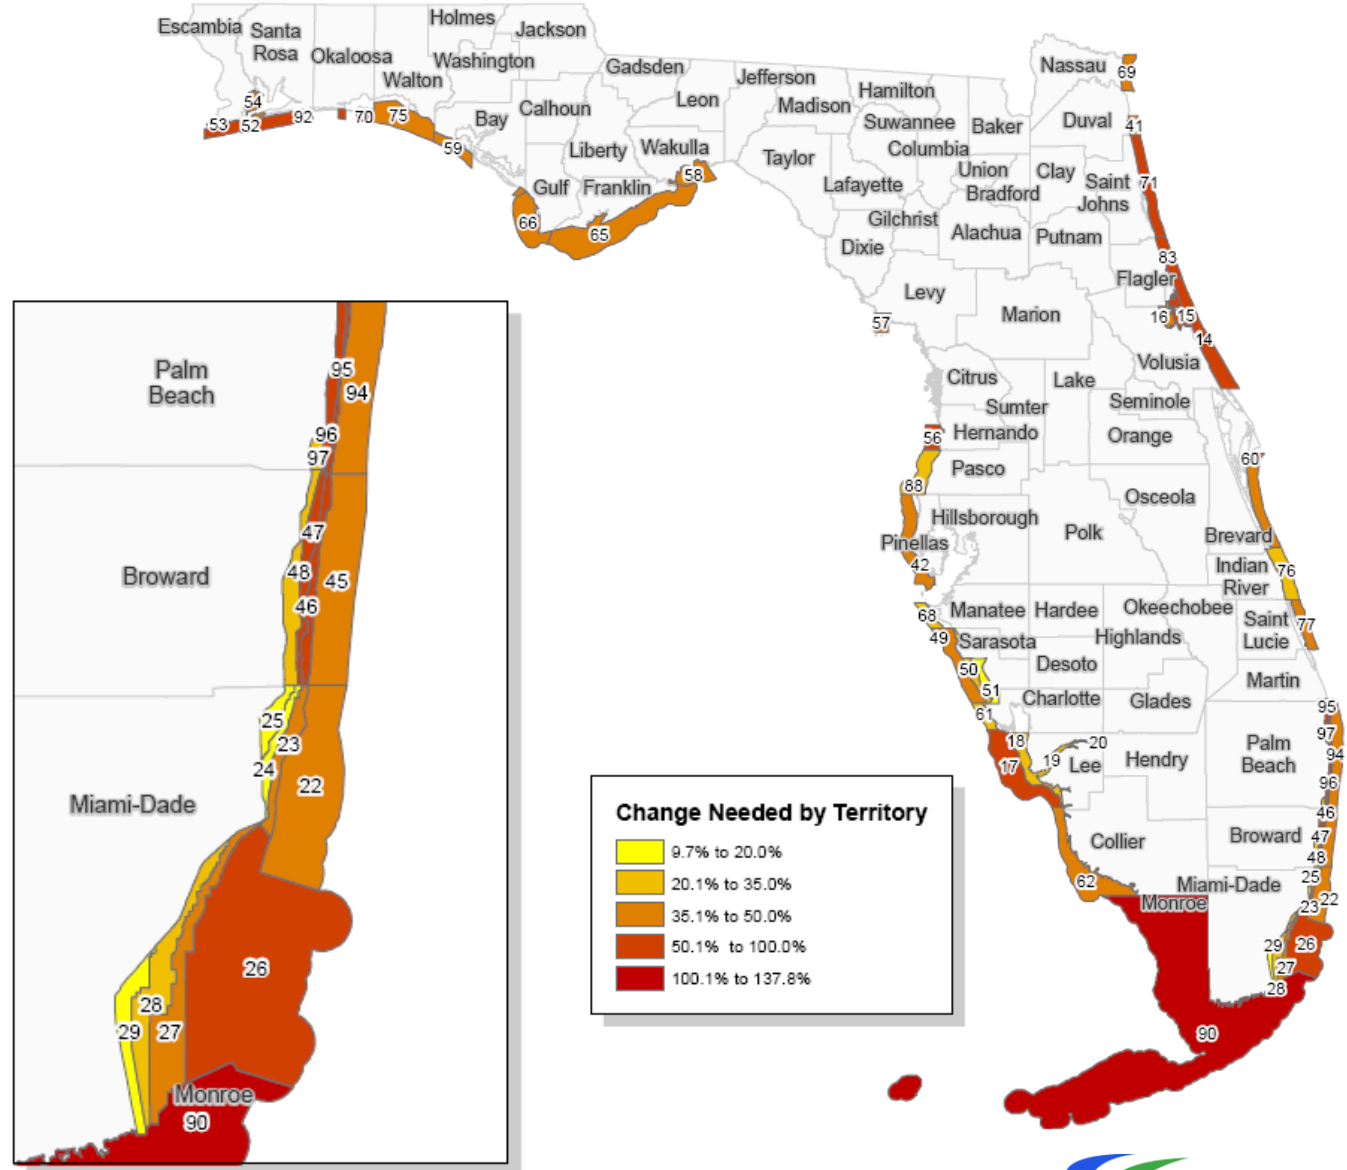 Escambia
Santa
Rosa
Okaloosa
Holmes
Washington
Walton
Jackson
Bay
Calhoun
Gadsden
Leon
Liberty
Wakulla
Gulf
Franklin
Jefferson
Madison
Taylor
Hamilton
Suwannee
Columbia
Lafayette
Gilchrist
Dixie
Baker
Union
Bradford
Alachua
Nassau
Duval
Clay
Saint
Johns
Putnam
Flagler
Levy
Marion
Volusia
Citrus
Sumter
Lake
Seminole
Hernando
Orange
Pasco
Hillsborough
Pinellas
Polk
Osceola
Brevard
Indian
River
Manatee
Hardee
Okeechobee
Saint
Lucie
Sarasota
Highlands
Desoto
Martin
Charlotte
Glades
Lee
Hendry
Palm
Beach
Collier
Broward
Miami-Dade
Monroe
53
54
52
92
70
75
59
66
65
58
57
69
41
71
83
16
15
14
56
88
42
60
76
77
68
49
50
51
61
18
17
19
20
62
95
97
94
96
46
47
48
25
22
23
29
26
27
28
90
Palm
Beach
95
94
96
97
Broward
47
48
45
46
Miami-Dade
25
23
24
22
26
28
29
27
Monroe
90
Change Needed by Territory
9.7% to 20.0%
20.1% to 35.0%
35.1% to 50.0%
50.1% to 100.0%
100.1% to 137.8%